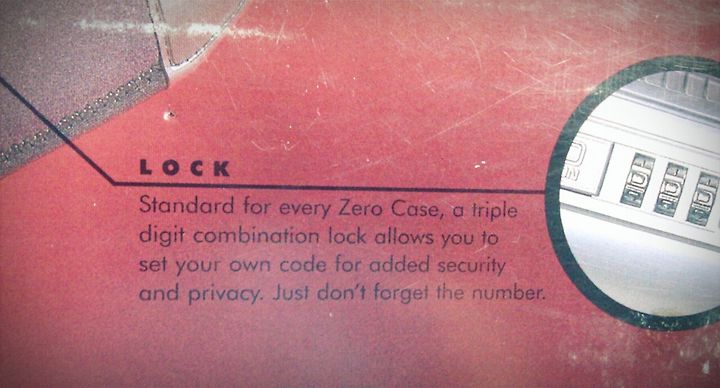 LOCK
Standard for every Zero Case, a triple
digit combination lock allows you to
set your own code for added security
and privacy. Just don't forget the number.